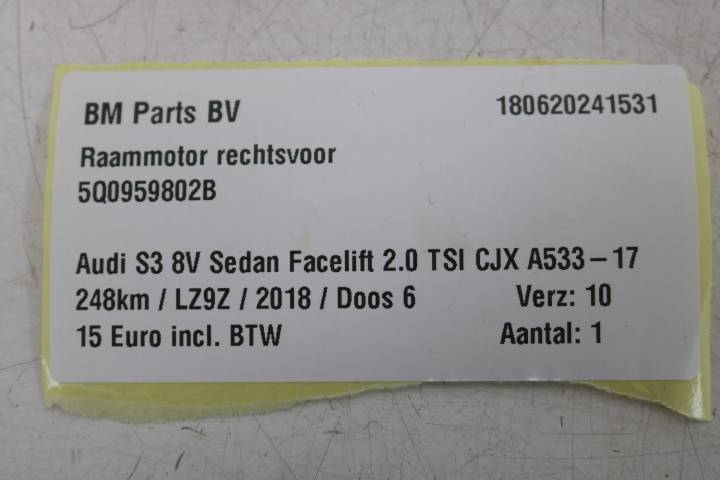 BM Parts BV 180620241531
Raammotor rechtsvoor
5Q0959802B
Audi S3 8V Sedan Facelift 2.0 TSI CJX A533-17
248km / LZ9Z / 2018 / Doos 6 Verz: 10
15 Euro incl. BTW Aantal: 1